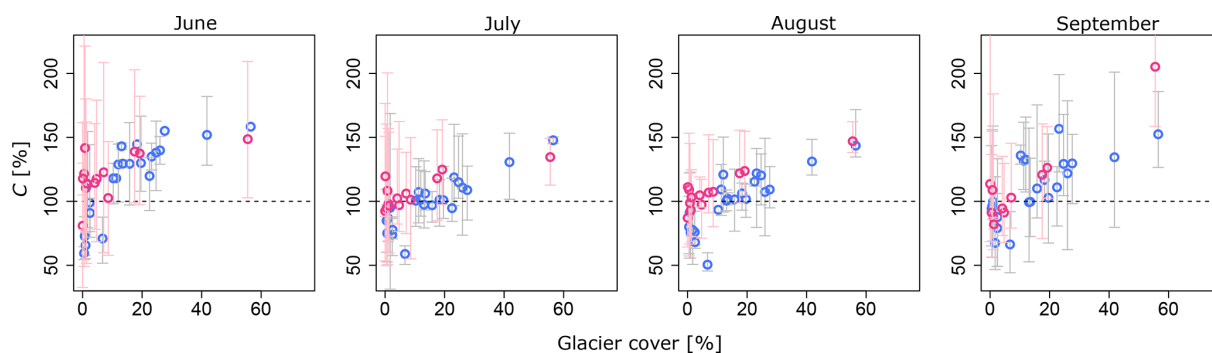 June July August September
C [%]
200 200 200 200
150 150 150 150
100 100 100 100
50 50 50 50
0 20 40 60 0 20 40 60 0 20 40 60 0 20 40 60
Glacier cover [%]